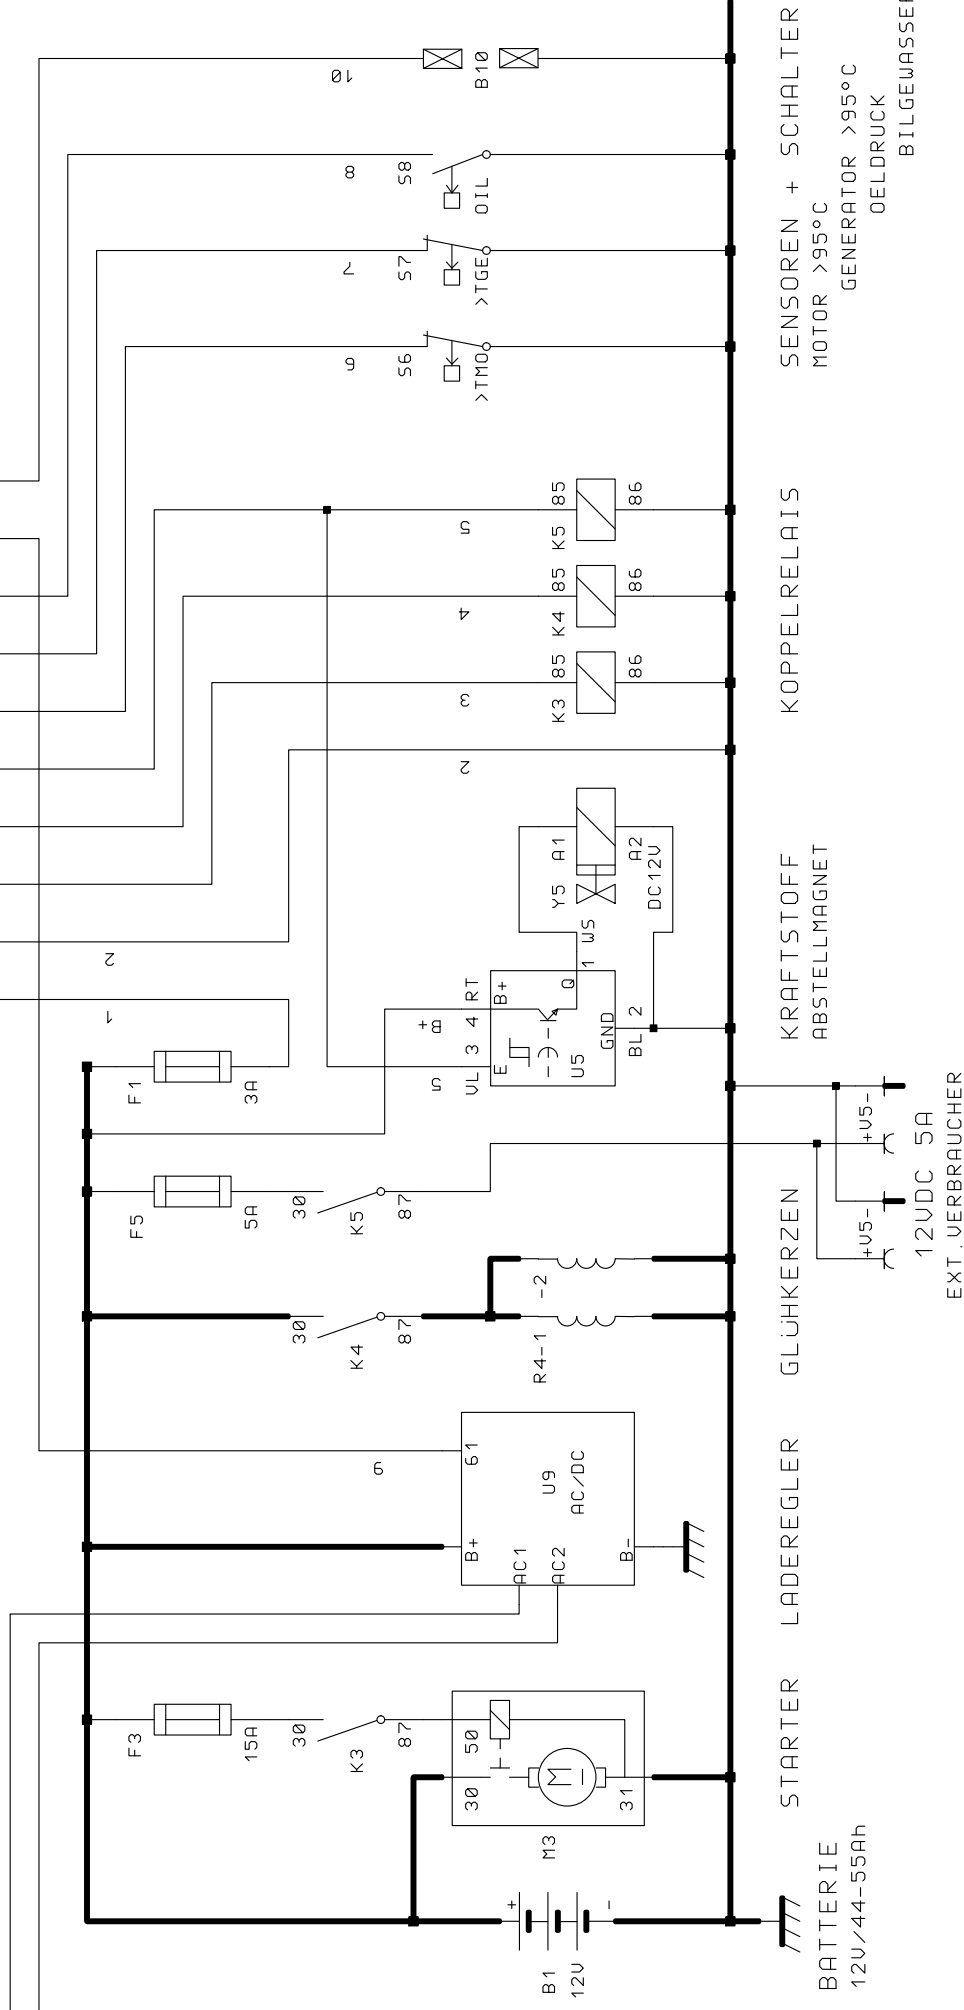 10
B10
8
S8
OIL
7
S7
>TGE
6
S6
>TMO
SENSOREN + SCHALTER
MOTOR >95°C
GENERATOR >95°C
OELDRUCK
BILGEWASSER
5
K5 85
86
4
K4 85
86
3
K3 85
86
KOPPELRELAIS
2
2
1
Y5 A1
A2
DC12V
WS
1
Q
B+
4 RT
B+
VL 3
5
E
U5
GND
BL 2
KRAFTSTOFF
ABSTELLMAGNET
F1
3A
F5
5A
30
K5
87
+V5-
+V5-
12VDC 5A
EXT.VERBRAUCHER
30
K4
87
R4-1
-2
GLÜHKERZEN
9
61
B+
U9
AC/DC
AC1
AC2
B-
LADEREGLER
F3
15A
30
K3
87
50
30
M
31
M3
STARTER
+
-
B1
12V
BATTERIE
12V/44-55Ah